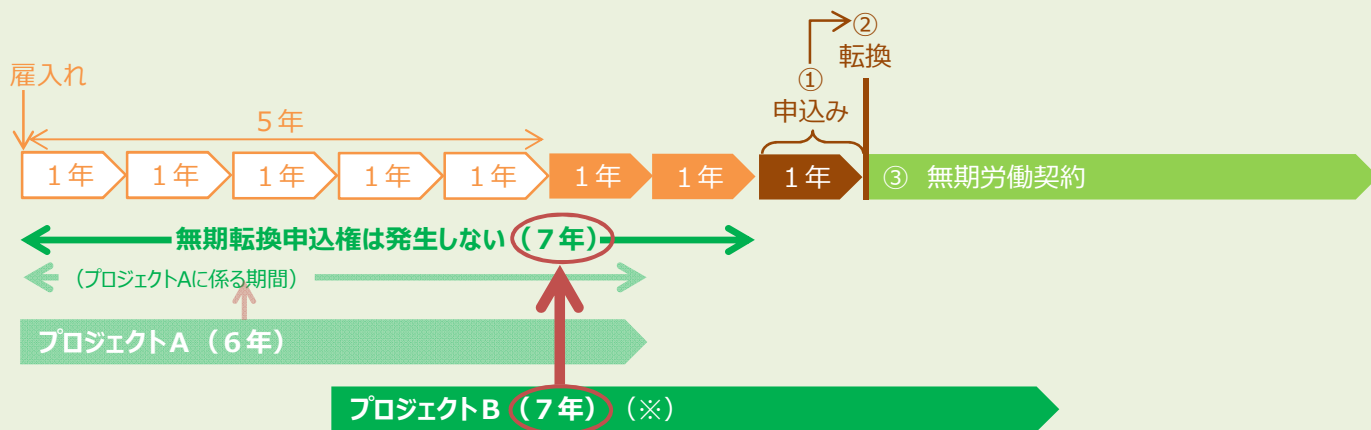 ②
転換
①
申込み
雇入れ
５年
１年 １年 １年 １年 １年 １年 １年 １年 ③ 無期労働契約
無期転換申込権は発生しない（７年）
（プロジェクトAに係る期間）
プロジェクトA（６年）
プロジェクトB（７年）（※）